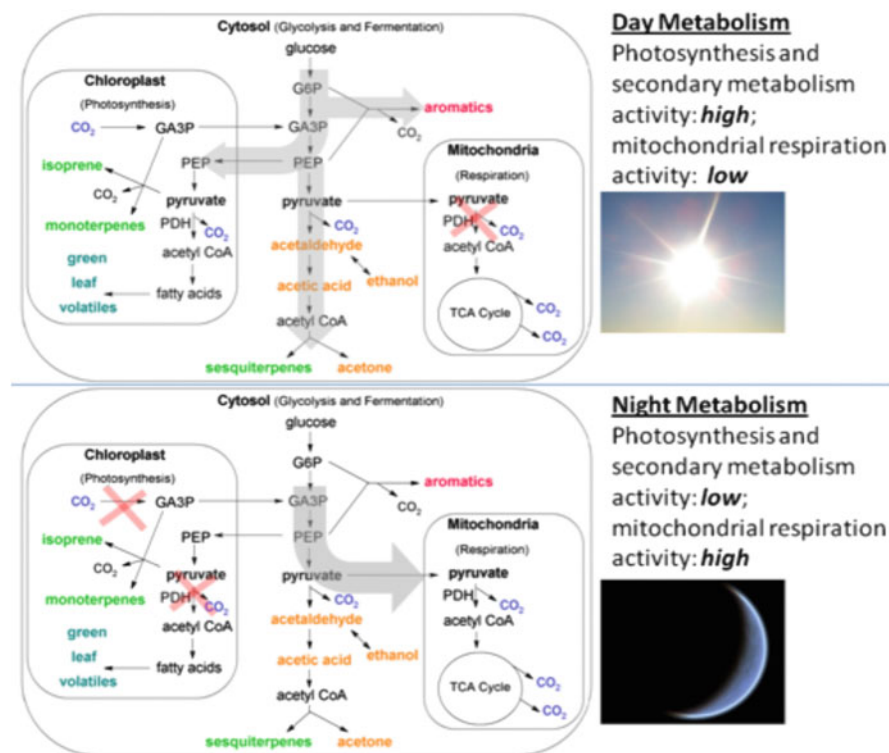 Cytosol (Glycolysis and Fermentation)
glucose
G6P
aromatics
CO2
GA3P
PEP
pyruvate
CO2
acetaldehyde
ethanol
acetic acid
acetyl CoA
sesquiterpenes
acetone
Chloroplast
(Photosynthesis)
CO2
GA3P
isoprene
PEP
CO2
pyruvate
monoterpenes
PDH
CO2
acetyl CoA
green
leaf
volatiles
fatty acids
Mitochondria
(Respiration)
pyruvate
PDH
CO2
acetyl CoA
TCA Cycle
CO2
CO2
Day Metabolism
Photosynthesis and
secondary metabolism
activity: high;
mitochondrial respiration
activity: low
Cytosol (Glycolysis and Fermentation)
glucose
G6P
aromatics
CO2
GA3P
PEP
pyruvate
CO2
acetaldehyde
ethanol
acetic acid
acetyl CoA
sesquiterpenes
acetone
Chloroplast
(Photosynthesis)
CO2
GA3P
isoprene
PEP
CO2
pyruvate
monoterpenes
PDH
CO2
acetyl CoA
green
leaf
volatiles
fatty acids
Mitochondria
(Respiration)
pyruvate
PDH
CO2
acetyl CoA
TCA Cycle
CO2
CO2
Night Metabolism
Photosynthesis and
secondary metabolism
activity: low;
mitochondrial respiration
activity: high